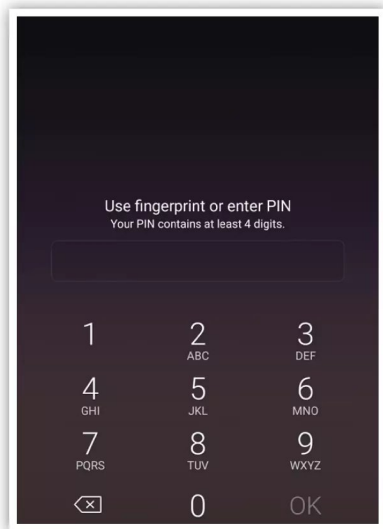 Use fingerprint or enter PIN
Your PIN contains at least 4 digits.
1 2 3
ABC DEF
4 5 6
GHI JKL MNO
7 8 9
PQRS TUV WXYZ
0 OK